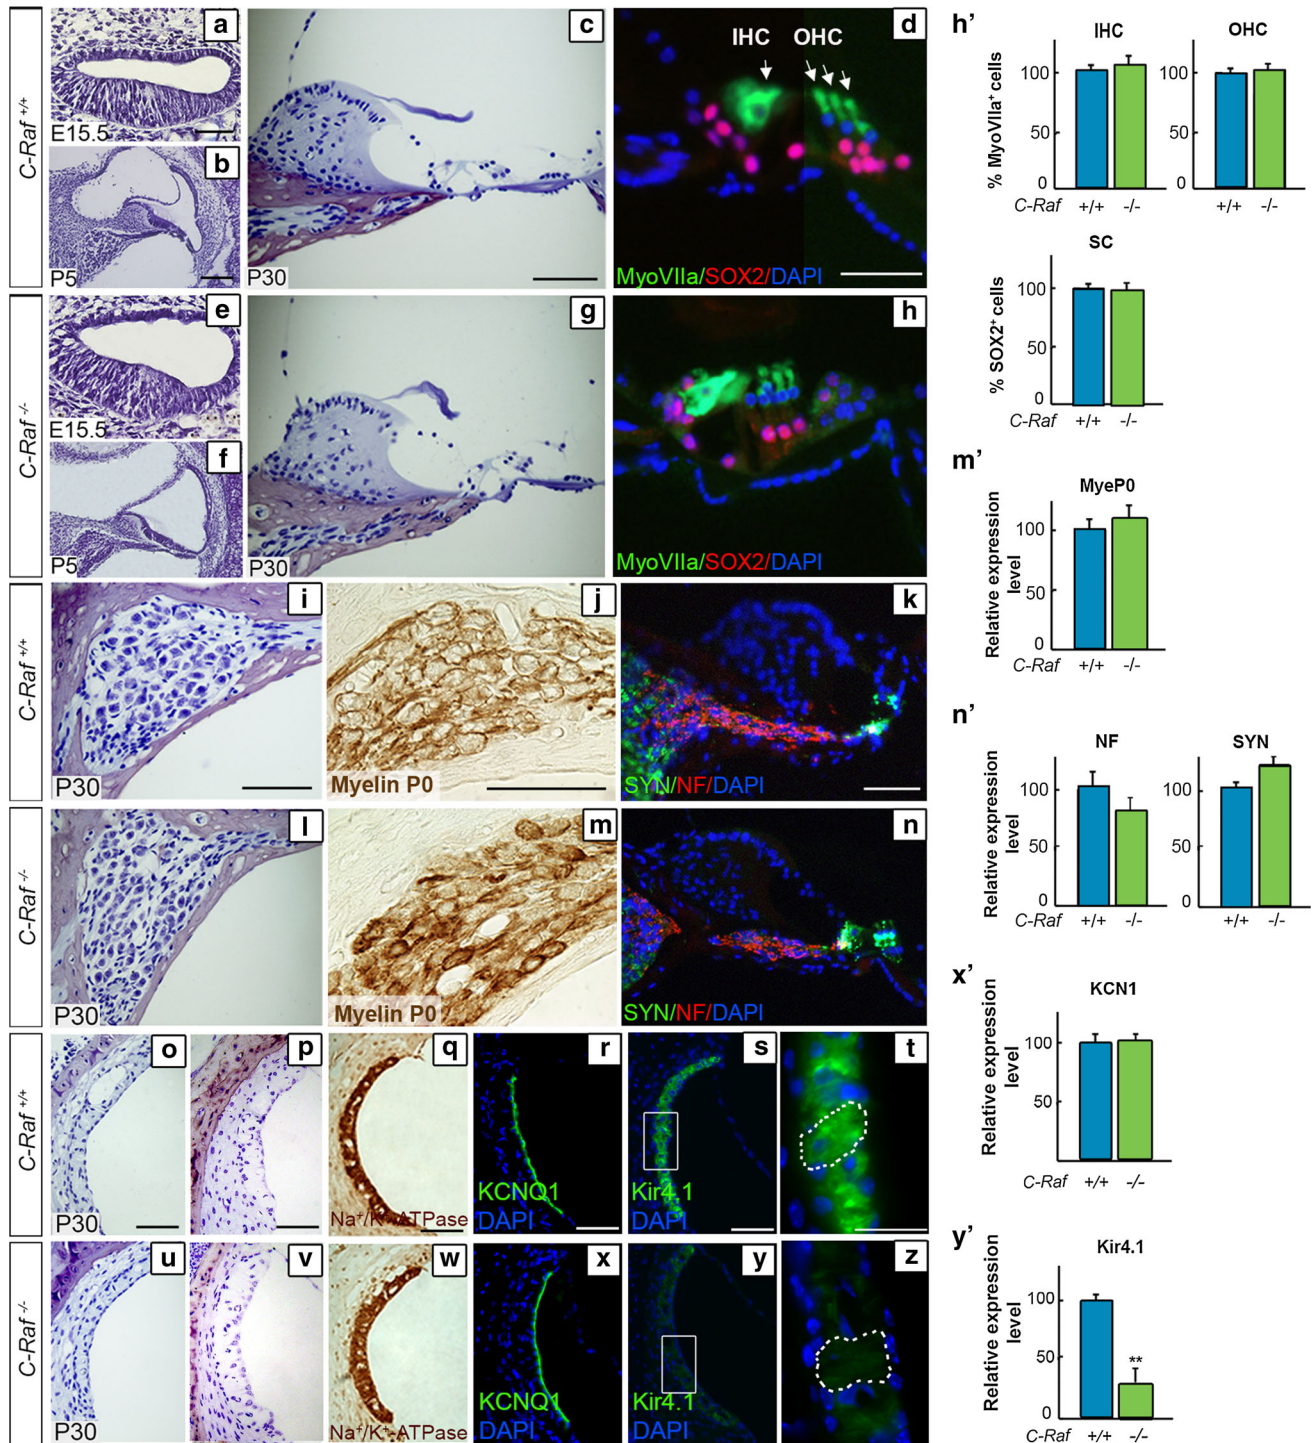 C-Raf +/+
a
E15.5
b
P5
c
P30
IHC
OHC
d
MyoVIIa/SOX2/DAPI
C-Raf -/-
e
E15.5
f
P5
g
P30
h
MyoVIIa/SOX2/DAPI
C-Raf +/+
i
P30
j
Myelin P0
k
SYN/NF/DAPI
C-Raf -/-
l
P30
m
Myelin P0
n
SYN/NF/DAPI
C-Raf +/+
o
P30
p
q
Na+/K+-ATPase
r
KCNQ1
DAPI
s
Kir4.1
DAPI
t
C-Raf -/-
u
P30
v
w
Na+/K+-ATPase
x
KCNQ1
DAPI
y
Kir4.1
DAPI
z
h'
IHC
OHC
% MyoVIIa+ cells
100
50
0
100
50
0
C-Raf +/+ -/-
+/+ -/-
SC
% SOX2+ cells
100
50
0
C-Raf +/+ -/-
m'
MyeP0
Relative expression
level
100
50
0
C-Raf +/+ -/-
n'
NF
SYN
Relative expression
level
100
50
0
100
50
0
C-Raf +/+ -/-
+/+ -/-
x'
KCN1
Relative expression
level
100
50
C-Raf +/+ -/-
y'
Kir4.1
Relative expression
level
100
50
0
**
C-Raf +/+ -/-